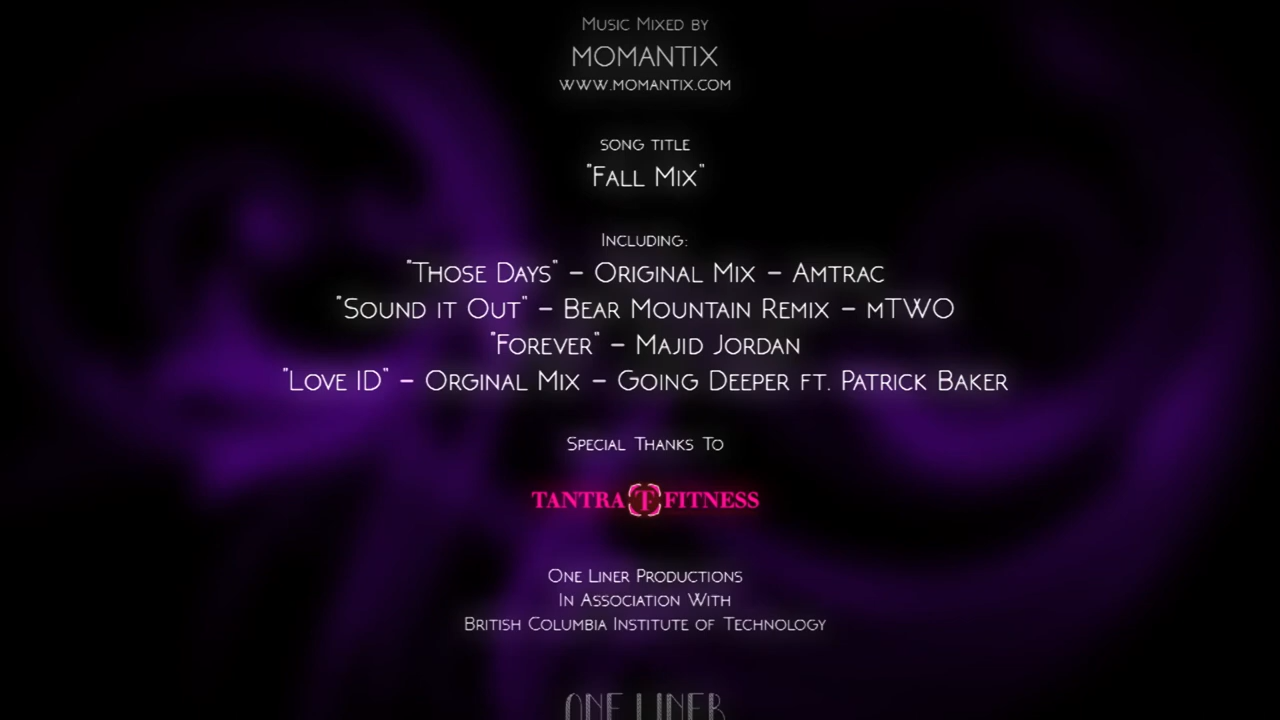 Music Mixed by
MOMANTIX
WWW.MOMANTIX.COM
SONG TITLE
"Fall Mix"
Including:
"Those Days" – Original Mix – Amtrac
"Sound it Out" – Bear Mountain Remix – mTWO
"Forever" – Majid Jordan
"Love ID" – Orginal Mix – Going Deeper ft. Patrick Baker
Special Thanks To
TANTRA T FITNESS
One Liner Productions
In Association With
British Columbia Institute of Technology
ONE LINER